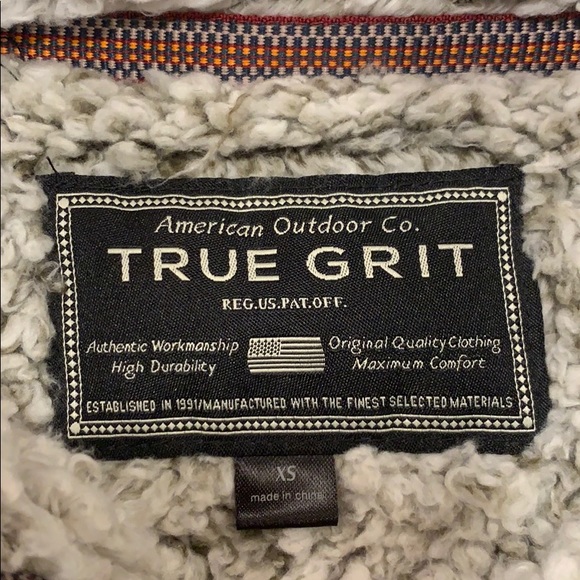 American Outdoor Co.
TRUE GRIT
REG.US.PAT.OFF.
Authentic Workmanship
High Durability
Original Quality Clothing
Maximum Comfort
ESTABLISHED IN 1991/MANUFACTURED WITH THE FINEST SELECTED MATERIALS
XS
made in china